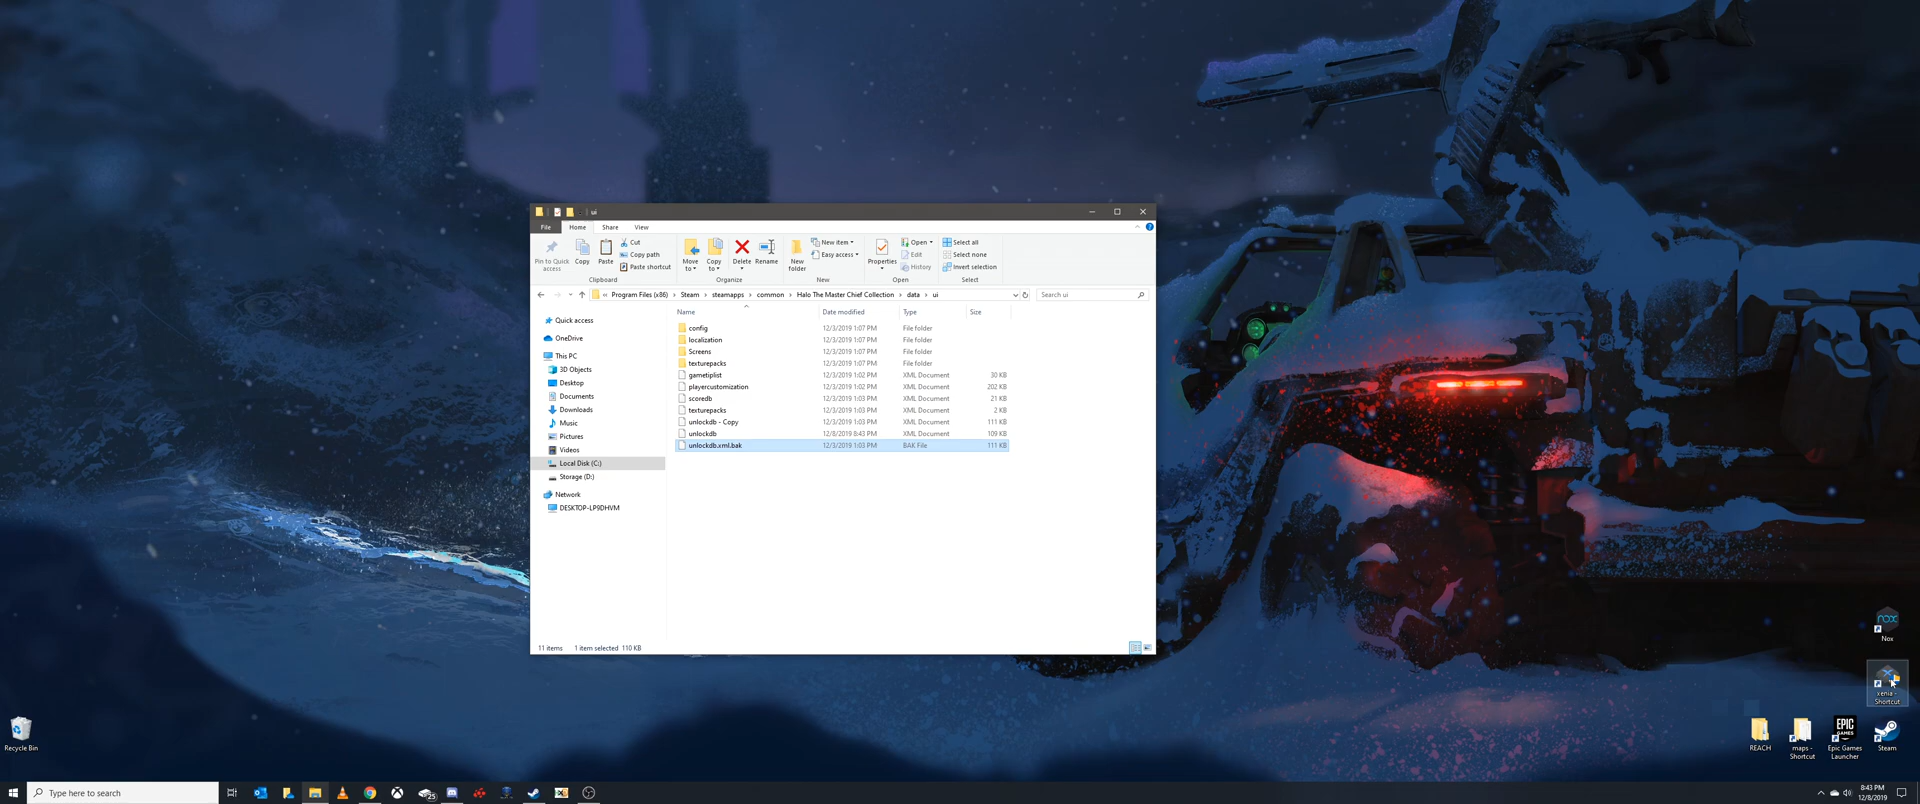 ui
File Home Share View
Pin to Quick access
Copy
Paste
Cut
Copy path
Paste shortcut
Clipboard
Move to
Copy to
Delete
Rename
Organize
New folder
New item
Easy access
New
Properties
Open
Edit
History
Open
Select all
Select none
Invert selection
Select
« Program Files (x86) > Steam > steamapps > common > Halo The Master Chief Collection > data > ui
Search ui
Name Date modified Type Size
config 12/3/2019 1:07 PM File folder
localization 12/3/2019 1:07 PM File folder
Screens 12/3/2019 1:07 PM File folder
texturepacks 12/3/2019 1:07 PM File folder
gametiplist 12/3/2019 1:02 PM XML Document 30 KB
playercustomization 12/3/2019 1:02 PM XML Document 202 KB
scoredb 12/3/2019 1:03 PM XML Document 21 KB
texturepacks 12/3/2019 1:03 PM XML Document 2 KB
unlockdb - Copy 12/3/2019 1:03 PM XML Document 111 KB
unlockdb 12/8/2019 8:43 PM XML Document 109 KB
unlockdb.xml.bak 12/3/2019 1:03 PM BAK File 111 KB
Quick access
OneDrive
This PC
3D Objects
Desktop
Documents
Downloads
Music
Pictures
Videos
Local Disk (C:)
Storage (D:)
Network
DESKTOP-LP9DHVM
11 items 1 item selected 110 KB
nox
Nox
xenia -
Shortcut
EPIC
GAMES
Recycle Bin
REACH
maps -
Shortcut
Epic Games
Launcher
Steam
Type here to search
25
8:43 PM
12/8/2019